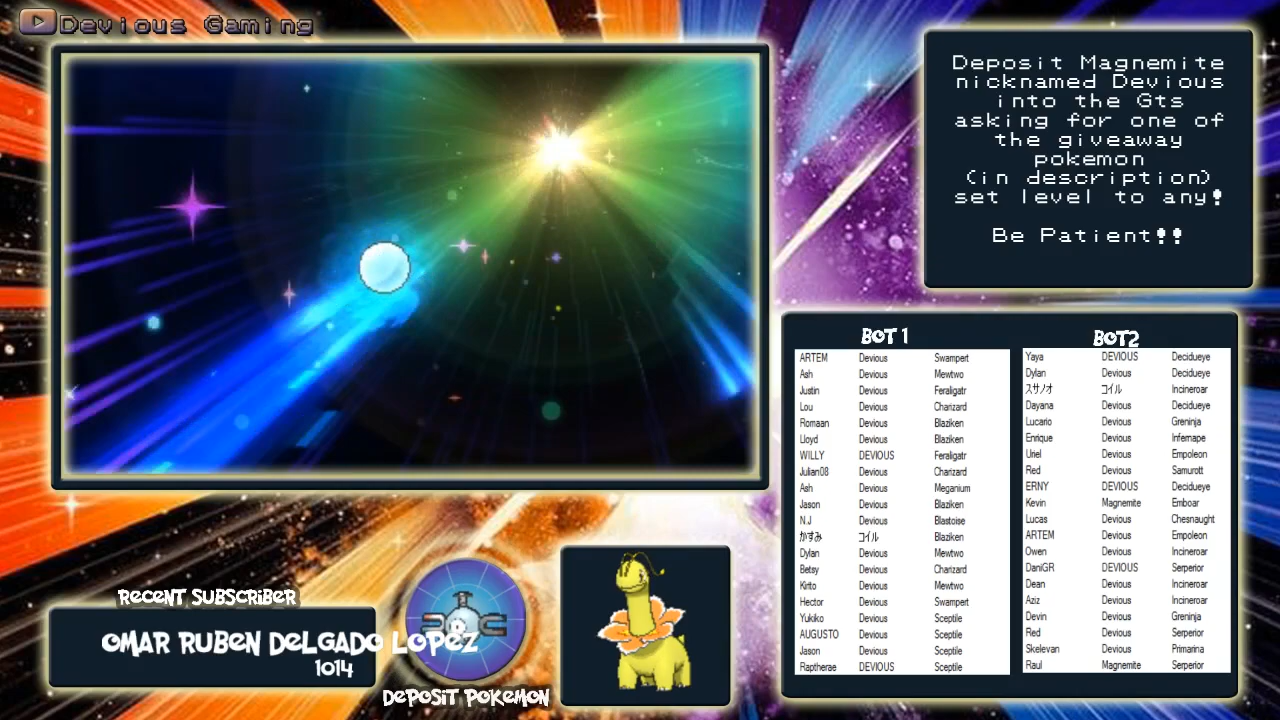 Devious Gaming
Deposit Magnemite
nicknamed Devious
into the Gts
asking for one of
the giveaway
pokemon
(in description)
set level to any!
Be Patient!!
BOT 1
ARTEM Devious Swampert
Ash Devious Mewtwo
Justin Devious Feraligatr
Lou Devious Charizard
Romaan Devious Blaziken
Lloyd Devious Blaziken
WILLY DEVIOUS Feraligatr
Julian08 Devious Charizard
Ash Devious Meganium
Jason Devious Blaziken
N.J Devious Blastoise
かすみ コイル Blaziken
Dylan Devious Mewtwo
Betsy Devious Charizard
Kirito Devious Mewtwo
Hector Devious Swampert
Yukiko Devious Sceptile
AUGUSTO Devious Sceptile
Jason Devious Sceptile
Raptherae DEVIOUS Sceptile
BOT2
Yaya DEVIOUS Decidueye
Dylan Devious Decidueye
スサノオ コイル Incineroar
Dayana Devious Decidueye
Lucario Devious Greninja
Enrique Devious Infernape
Uriel Devious Empoleon
Red Devious Samurott
ERNY DEVIOUS Decidueye
Kevin Magnemite Emboar
Lucas Devious Chesnaught
ARTEM Devious Empoleon
Owen Devious Incineroar
DaniGR DEVIOUS Serperior
Dean Devious Incineroar
Aziz Devious Incineroar
Devin Devious Greninja
Red Devious Serperior
Skelevan Devious Primarina
Raul Magnemite Serperior
Recent Subscriber
Omar Ruben Delgado Lopez
1014
Deposit Pokemon